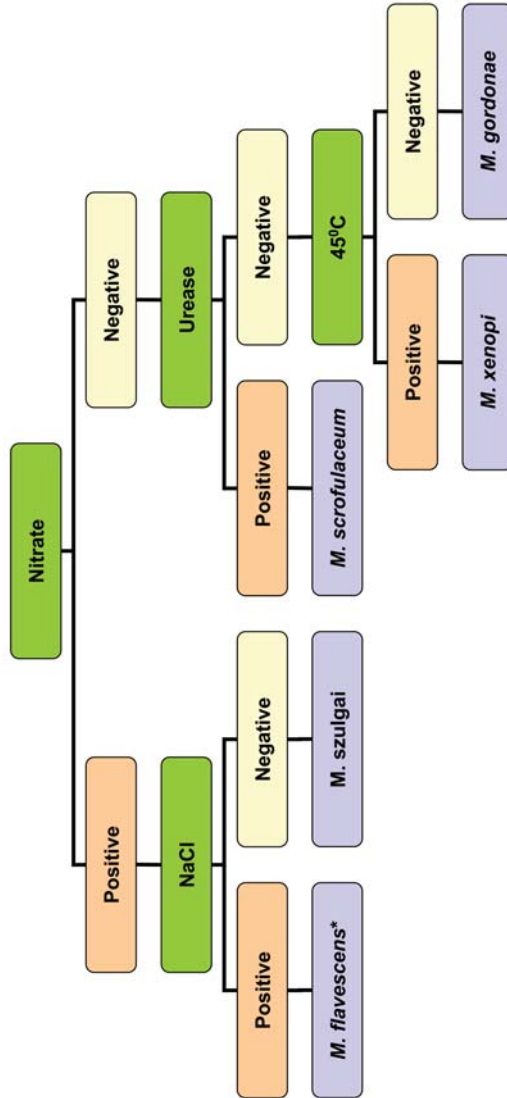 Nitrate
Positive
Negative
NaCl
Urease
Positive
Negative
Positive
Negative
M. flavescens*
M. szulgai
M. scrofulaceum
45⁰C
Positive
Negative
M. xenopi
M. gordonae